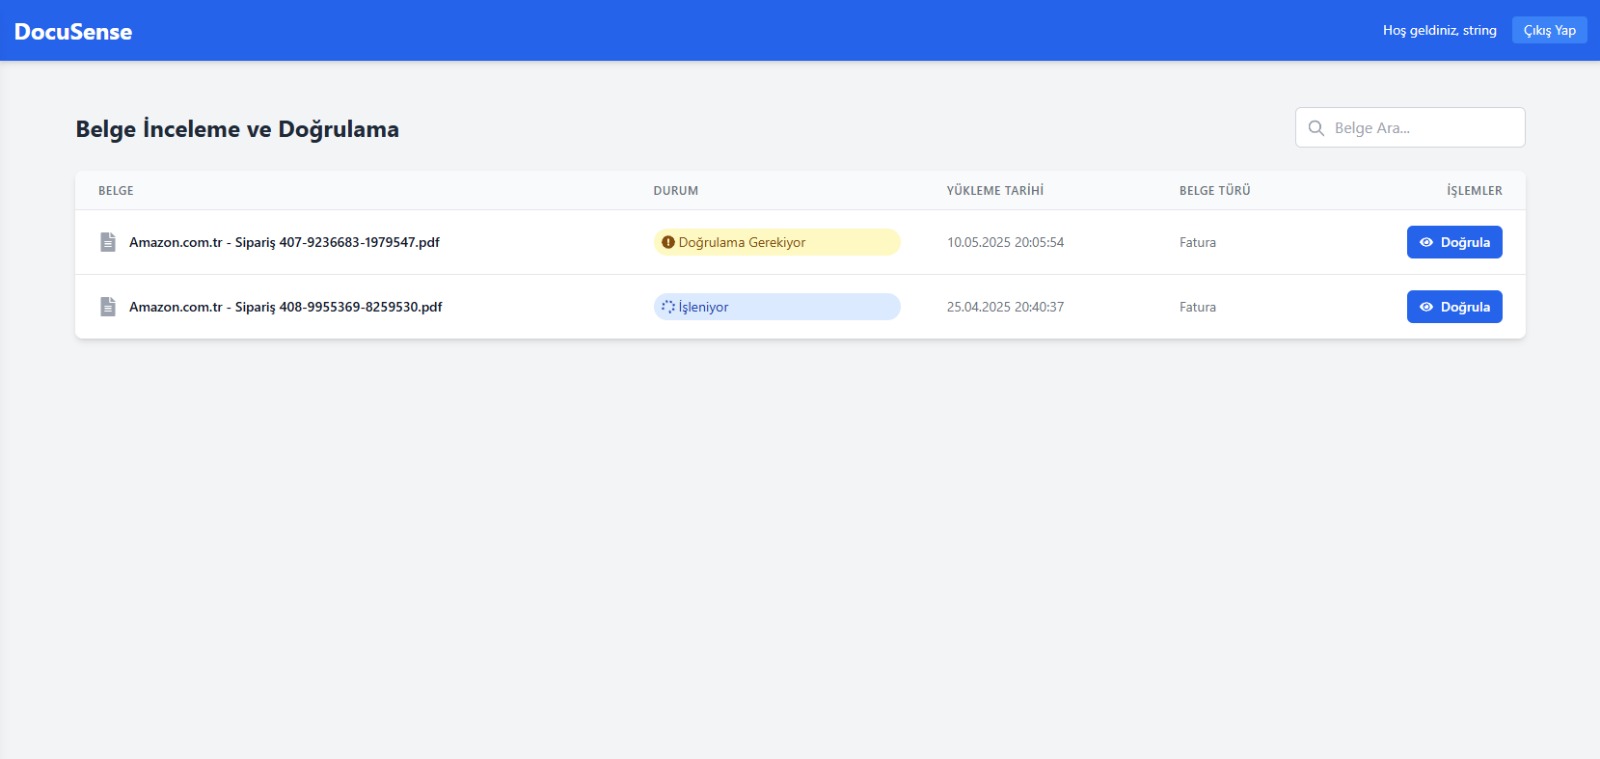 DocuSense
Hoş geldiniz, string
Çıkış Yap
Belge İnceleme ve Doğrulama
Belge Ara...
BELGE DURUM YÜKLEME TARİHİ BELGE TÜRÜ İŞLEMLER
Amazon.com.tr - Sipariş 407-9236683-1979547.pdf Doğrulama Gerekiyor 10.05.2025 20:05:54 Fatura Doğrula
Amazon.com.tr - Sipariş 408-9955369-8259530.pdf İşleniyor 25.04.2025 20:40:37 Fatura Doğrula